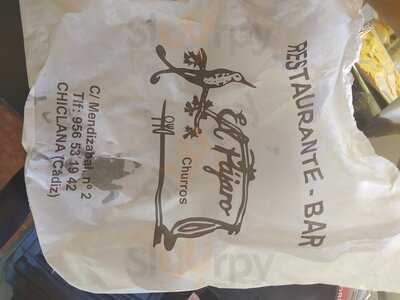 RESTAURANTE - BAR
El Pájaro
Churros
C/ Mendizabal, nº 2
Tlf: 956 53 19 42
CHICLANA (Cádiz)